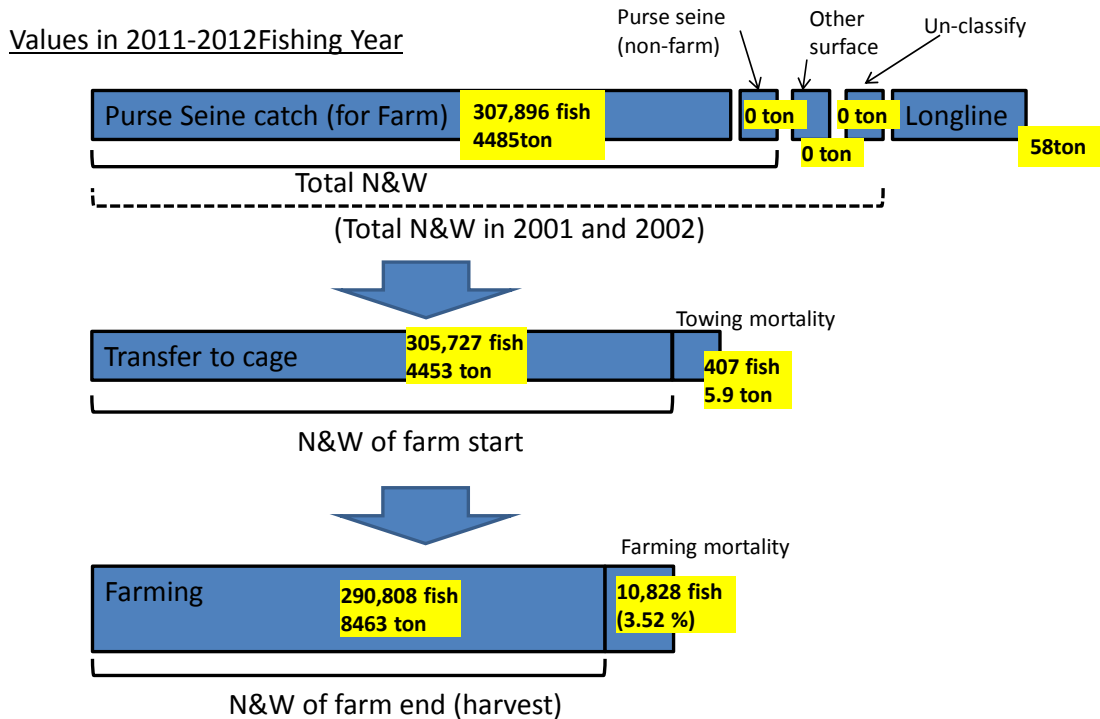 Values in 2011-2012Fishing Year
Purse seine
(non-farm)
Other
surface
Un-classify
Purse Seine catch (for Farm)
307,896 fish
4485ton
0 ton
0 ton
0 ton
Longline
58ton
Total N&W
(Total N&W in 2001 and 2002)
Towing mortality
Transfer to cage
305,727 fish
4453 ton
407 fish
5.9 ton
N&W of farm start
Farming mortality
Farming
290,808 fish
8463 ton
10,828 fish
(3.52 %)
N&W of farm end (harvest)